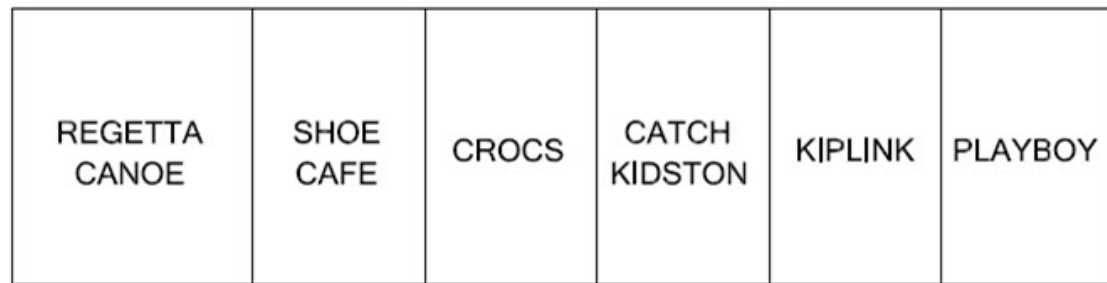 REGETTA
CANOE
SHOE
CAFE
CROCS
CATCH
KIDSTON
KIPLINK
PLAYBOY